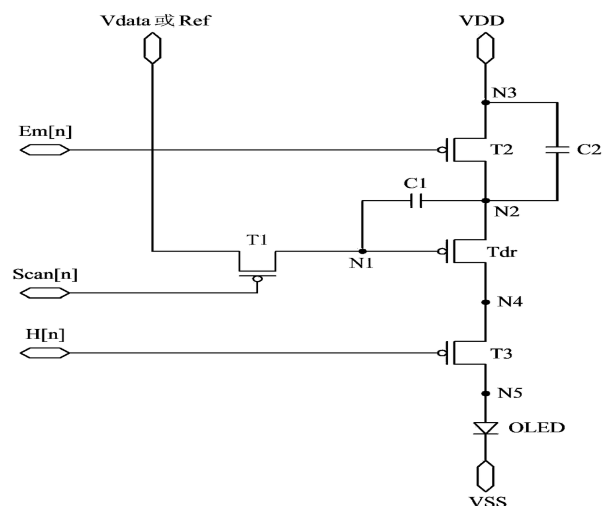 Vdata 或 Ref
VDD
N3
Em[n]
T2
C2
C1
N2
T1
N1
Tdr
Scan[n]
N4
H[n]
T3
N5
OLED
VSS